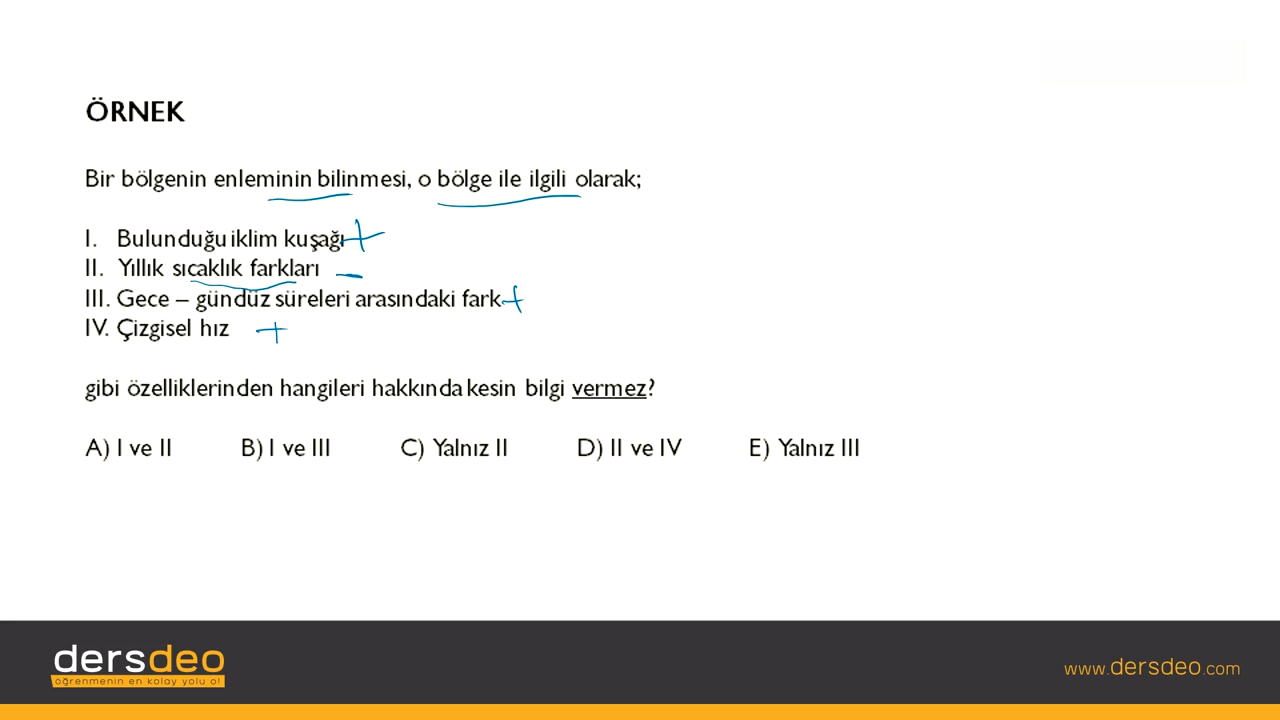 ÖRNEK
Bir bölgenin enleminin bilinmesi, o bölge ile ilgili olarak;
I. Bulunduğu iklim kuşağı +
II. Yıllık sıcaklık farkları –
III. Gece – gündüz süreleri arasındaki fark +
IV. Çizgisel hız +
gibi özelliklerinden hangileri hakkında kesin bilgi vermez?
A) I ve II B) I ve III C) Yalnız II D) II ve IV E) Yalnız III
dersdeo
öğrenmenin en kolay yolu o!
www.dersdeo.com